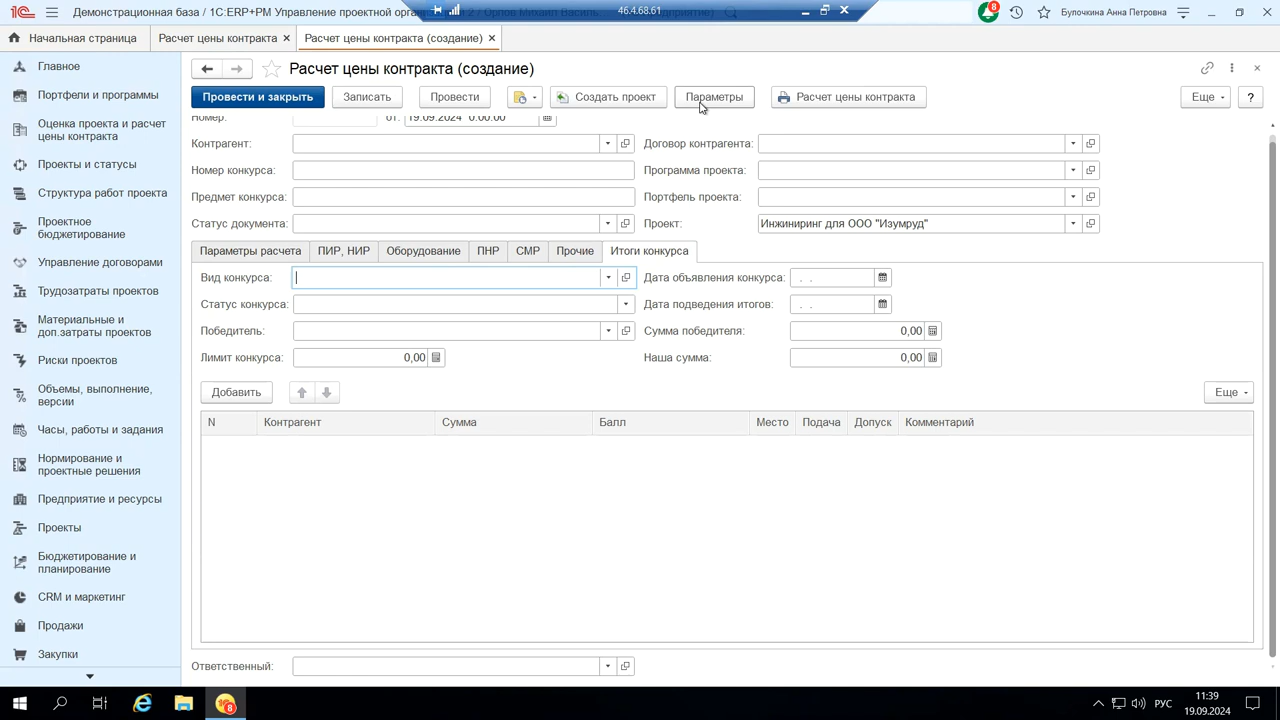 1С Демонстрационная база / 1С:ERP+PM Управление проектной орган
46.4.68.61
8
Булочкина Анна Петровна
Начальная страница
Расчет цены контракта ×
Расчет цены контракта (создание) ×
Главное
Портфели и программы
Оценка проекта и расчет
цены контракта
Проекты и статусы
Структура работ проекта
Проектное
бюджетирование
Управление договорами
Трудозатраты проектов
Материальные и
доп.затраты проектов
Риски проектов
Объемы, выполнение,
версии
Часы, работы и задания
Нормирование и
проектные решения
Предприятие и ресурсы
Проекты
Бюджетирование и
планирование
CRM и маркетинг
Продажи
Закупки
Расчет цены контракта (создание)
Провести и закрыть Записать Провести Создать проект Параметры Расчет цены контракта Еще ?
Номер: от: 19.09.2024 0:00:00
Контрагент: Договор контрагента:
Номер конкурса: Программа проекта:
Предмет конкурса: Портфель проекта:
Статус документа: Проект: Инжиниринг для ООО "Изумруд"
Параметры расчета ПИР, НИР Оборудование ПНР СМР Прочие Итоги конкурса
Вид конкурса: Дата объявления конкурса: . .
Статус конкурса: Дата подведения итогов: . .
Победитель: Сумма победителя: 0,00
Лимит конкурса: 0,00 Наша сумма: 0,00
Добавить Еще
N Контрагент Сумма Балл Место Подача Допуск Комментарий
Ответственный:
8
РУС
11:39
19.09.2024